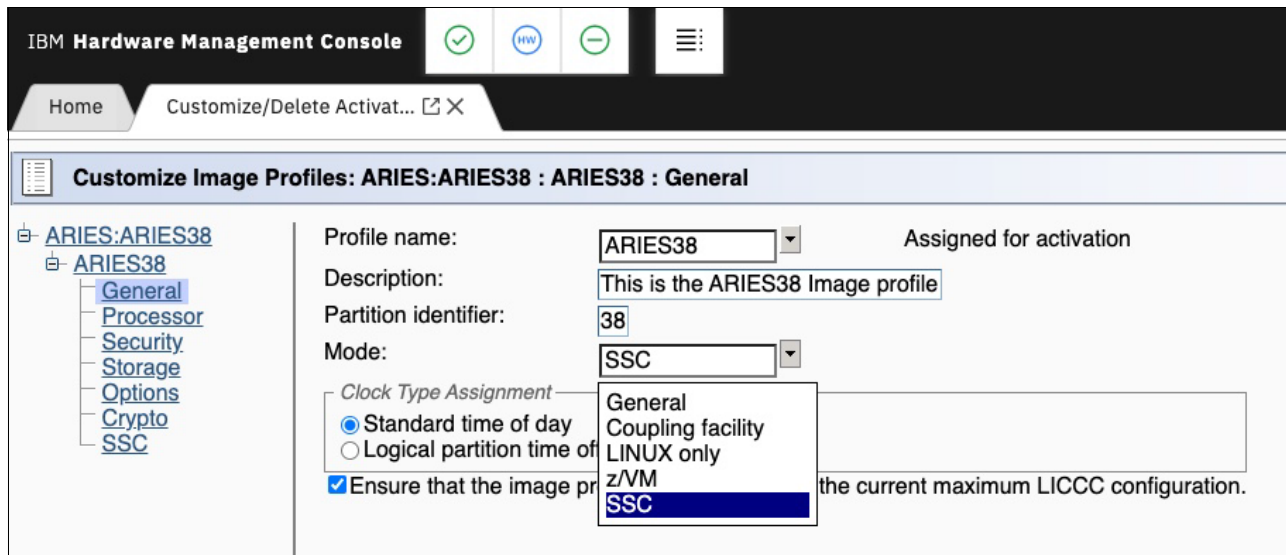 IBM Hardware Management Console
HW
Home
Customize/Delete Activat...
Customize Image Profiles: ARIES:ARIES38 : ARIES38 : General
ARIES:ARIES38
ARIES38
General
Processor
Security
Storage
Options
Crypto
SSC
Profile name:
ARIES38
Assigned for activation
Description:
This is the ARIES38 Image profile
Partition identifier:
38
Mode:
SSC
Clock Type Assignment
Standard time of day
Logical partition time of
General
Coupling facility
LINUX only
z/VM
SSC
Ensure that the image pr
the current maximum LICCC configuration.